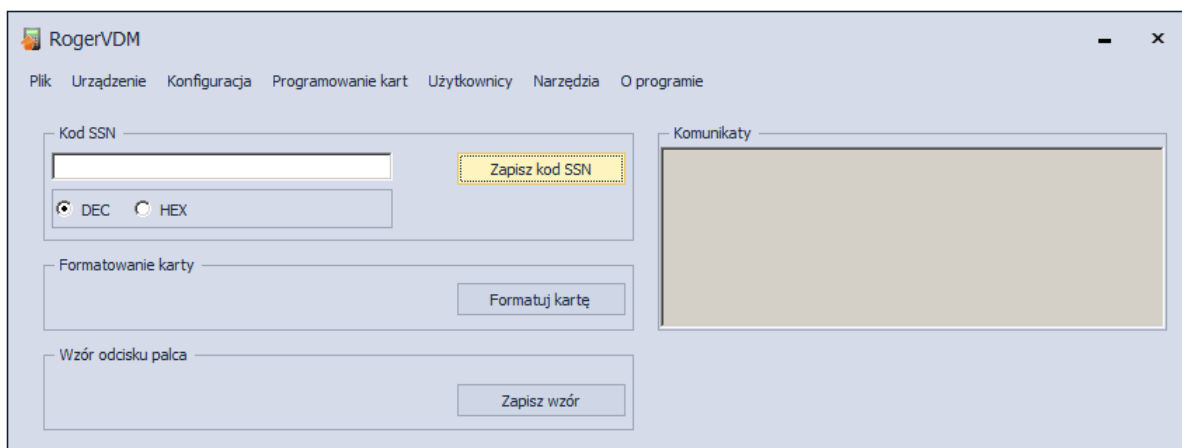 RogerVDM
Plik Urządzenie Konfiguracja Programowanie kart Użytkownicy Narzędzia O programie
Kod SSN
Zapisz kod SSN
DEC HEX
Formatowanie karty
Formatuj kartę
Wzór odcisku palca
Zapisz wzór
Komunikaty